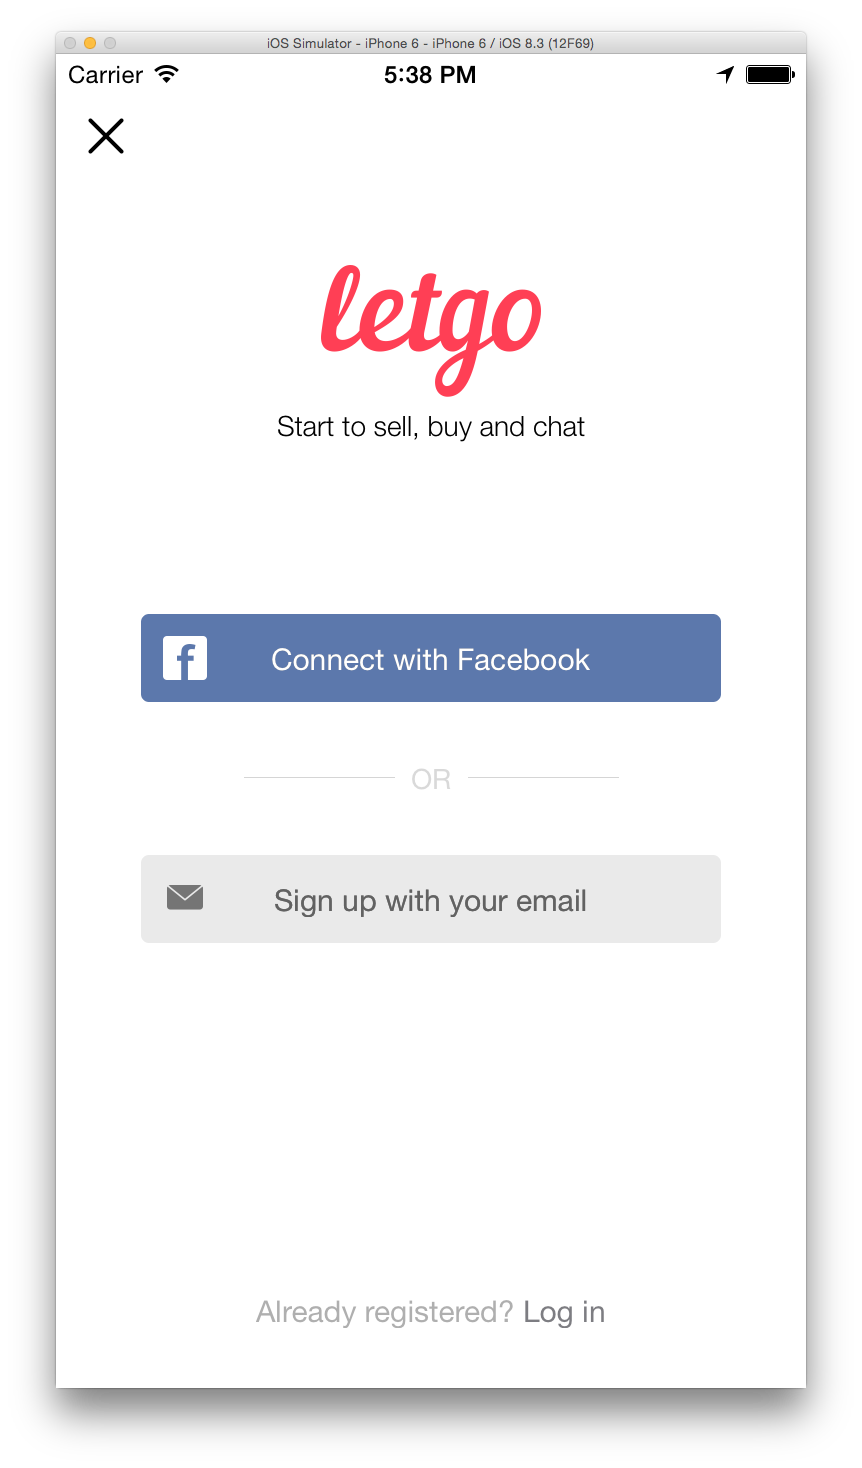 iOS Simulator - iPhone 6 - iPhone 6 / iOS 8.3 (12F69)
Carrier 5:38 PM
letgo
Start to sell, buy and chat
Connect with Facebook
OR
Sign up with your email
Already registered? Log in